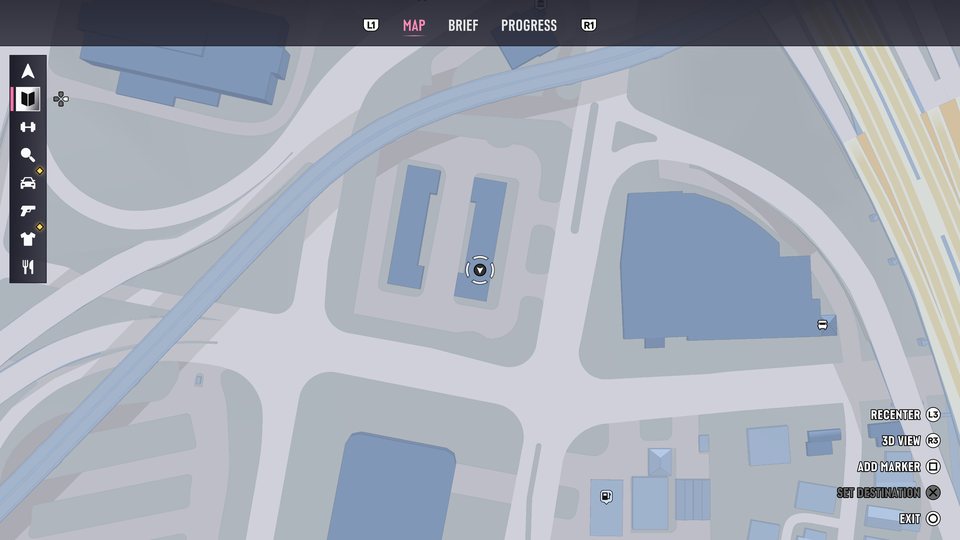 L1 MAP BRIEF PROGRESS R1
RECENTER L3
3D VIEW R3
ADD MARKER
SET DESTINATION
EXIT